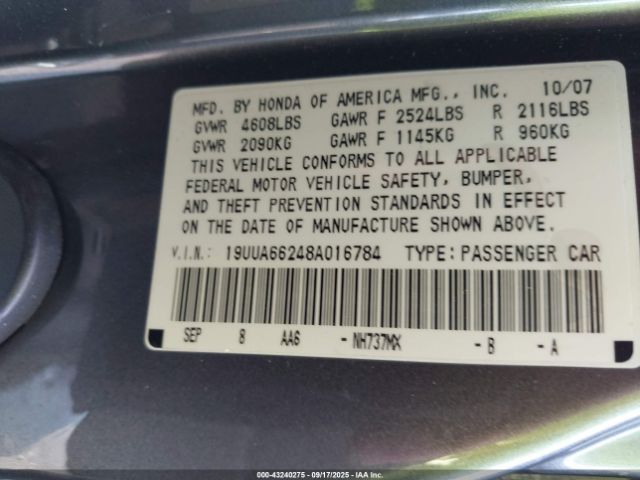 MFD. BY HONDA OF AMERICA MFG., INC. 10/07
GVWR 4608LBS GAWR F 2524LBS R 2116LBS
GVWR 2090KG GAWR F 1145KG R 960KG
THIS VEHICLE CONFORMS TO ALL APPLICABLE
FEDERAL MOTOR VEHICLE SAFETY, BUMPER,
AND THEFT PREVENTION STANDARDS IN EFFECT
ON THE DATE OF MANUFACTURE SHOWN ABOVE.
V.I.N.: 19UUA66248A016784 TYPE: PASSENGER CAR
SEP 8 AA6 -NH737MX -B -A
000-43240275 - 09/17/2025 - IAA Inc.